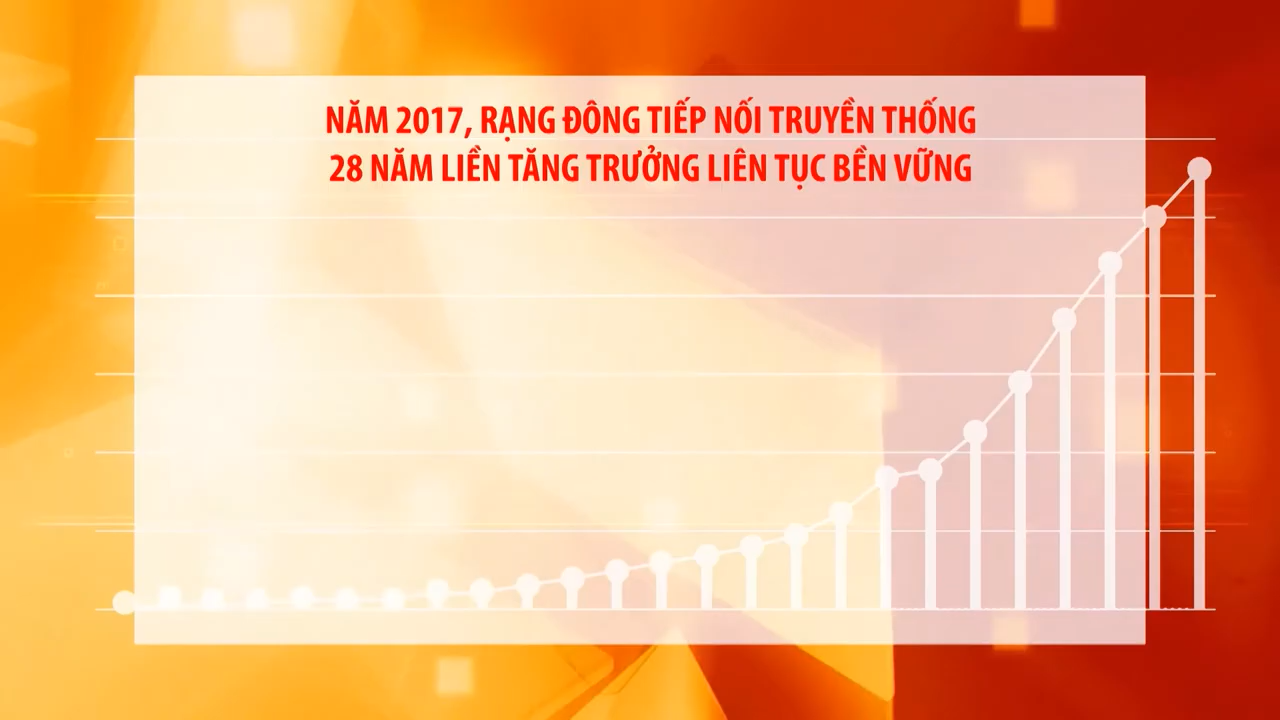 NĂM 2017, RẠNG ĐÔNG TIẾP NỐI TRUYỀN THỐNG
28 NĂM LIỀN TĂNG TRƯỞNG LIÊN TỤC BỀN VỮNG